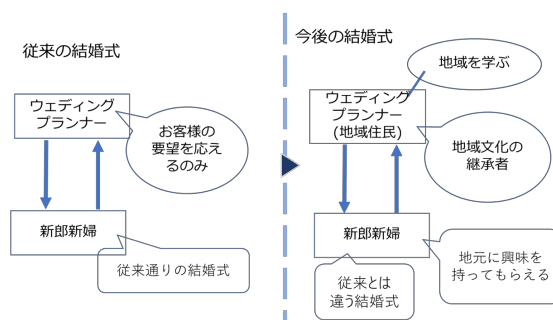 従来の結婚式
ウェディング
プランナー
お客様の
要望を応え
るのみ
新郎新婦
従来通りの結婚式
今後の結婚式
地域を学ぶ
ウェディング
プランナー
(地域住民)
地域文化の
継承者
新郎新婦
従来とは
違う結婚式
地元に興味を
持ってもらえる